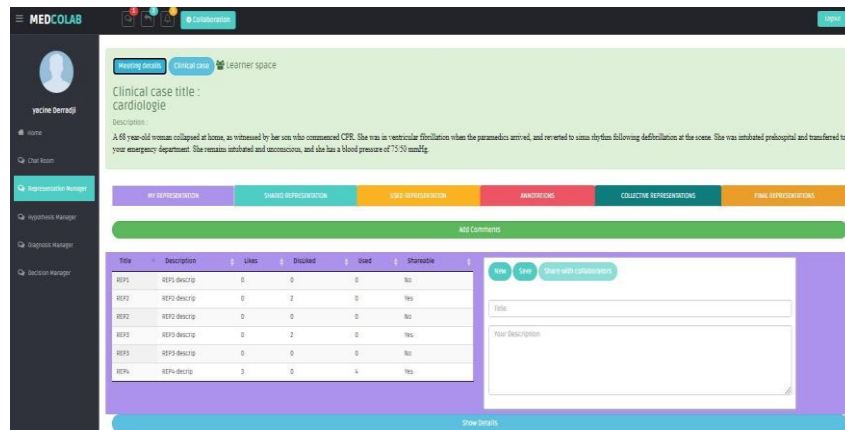 MEDCOLAB
Collaboration
Logout
Meeting details
Clinical case
Learner space
Clinical case title :
cardiologie
Description :
A 68 year-old woman collapsed at home, as witnessed by her son who commenced CPR. She was in ventricular fibrillation when the paramedics arrived, and reverted to sinus rhythm following defibrillation at the scene. She was intubated prehospital and transferred to
your emergency department. She remains intubated and unconscious, and she has a blood pressure of 75/50 mmHg.
yacine Derradji
Home
Chat Room
Representation Manager
Hypothesis Manager
Diagnosis Manager
Decision Manager
MY REPRESENTATION
SHARED REPRESENTATION
USED REPRESENTATION
ANNOTATIONS
COLLECTIVE REPRESENTATIONS
FINAL REPRESENTATIONS
Add Comments
Title Description Likes DisLiked Used Shareable
REP1 REP1 descrip 0 0 0 No
REP2 REP2 descrip 0 2 0 Yes
REP2 REP2 descrip 0 0 0 No
REP3 REP3 descrip 0 2 0 Yes
REP3 REP3 descrip 0 0 0 No
REP4 REP4 decrip 3 0 4 Yes
New
Save
Share with collaborators
Title
Your Description
Show Details